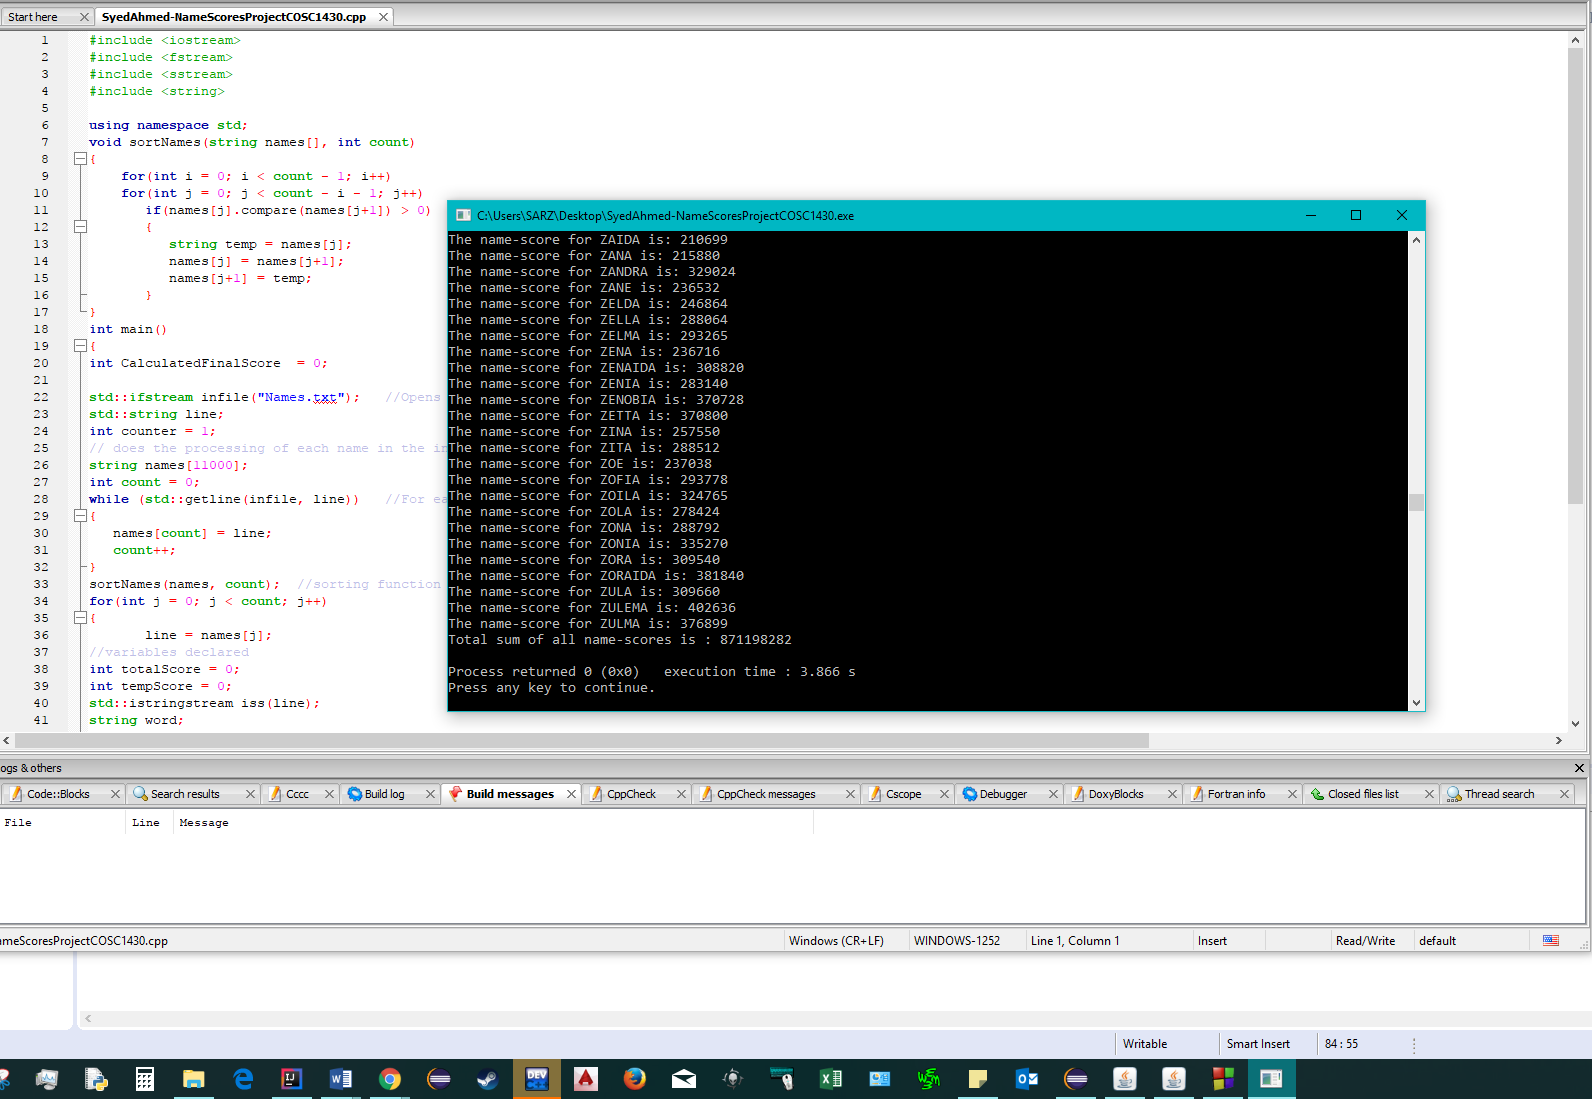 Start here
SyedAhmed-NameScoresProjectCOSC1430.cpp
1 #include <iostream>
2 #include <fstream>
3 #include <sstream>
4 #include <string>
5
6 using namespace std;
7 void sortNames(string names[], int count)
8 {
9 for(int i = 0; i < count - 1; i++)
10 for(int j = 0; j < count - i - 1; j++)
11 if(names[j].compare(names[j+1]) > 0)
12 {
13 string temp = names[j];
14 names[j] = names[j+1];
15 names[j+1] = temp;
16 }
17 }
18 int main()
19 {
20 int CalculatedFinalScore  = 0;
21
22 std::ifstream infile("Names.txt");   //Opens
23 std::string line;
24 int counter = 1;
25 // does the processing of each name in the in
26 string names[11000];
27 int count = 0;
28 while (std::getline(infile, line))   //For ea
29 {
30 names[count] = line;
31 count++;
32 }
33 sortNames(names, count);  //sorting function
34 for(int j = 0; j < count; j++)
35 {
36 line = names[j];
37 //variables declared
38 int totalScore = 0;
39 int tempScore = 0;
40 std::istringstream iss(line);
41 string word;
C:\Users\SARZ\Desktop\SyedAhmed-NameScoresProjectCOSC1430.exe
The name-score for ZAIDA is: 210699
The name-score for ZANA is: 215880
The name-score for ZANDRA is: 329024
The name-score for ZANE is: 236532
The name-score for ZELDA is: 246864
The name-score for ZELLA is: 288064
The name-score for ZELMA is: 293265
The name-score for ZENA is: 236716
The name-score for ZENAIDA is: 308820
The name-score for ZENIA is: 283140
The name-score for ZENOBIA is: 370728
The name-score for ZETTA is: 370800
The name-score for ZINA is: 257550
The name-score for ZITA is: 288512
The name-score for ZOE is: 237038
The name-score for ZOFIA is: 293778
The name-score for ZOILA is: 324765
The name-score for ZOLA is: 278424
The name-score for ZONA is: 288792
The name-score for ZONIA is: 335270
The name-score for ZORA is: 309540
The name-score for ZORAIDA is: 381840
The name-score for ZULA is: 309660
The name-score for ZULEMA is: 402636
The name-score for ZULMA is: 376899
Total sum of all name-scores is : 871198282
Process returned 0 (0x0)   execution time : 3.866 s
Press any key to continue.
ogs & others
Code::Blocks
Search results
Cccc
Build log
Build messages
CppCheck
CppCheck messages
Cscope
Debugger
DoxyBlocks
Fortran info
Closed files list
Thread search
File Line Message
ameScoresProjectCOSC1430.cpp
Windows (CR+LF)
WINDOWS-1252
Line 1, Column 1
Insert
Read/Write
default
Writable
Smart Insert
84 : 55
DEV